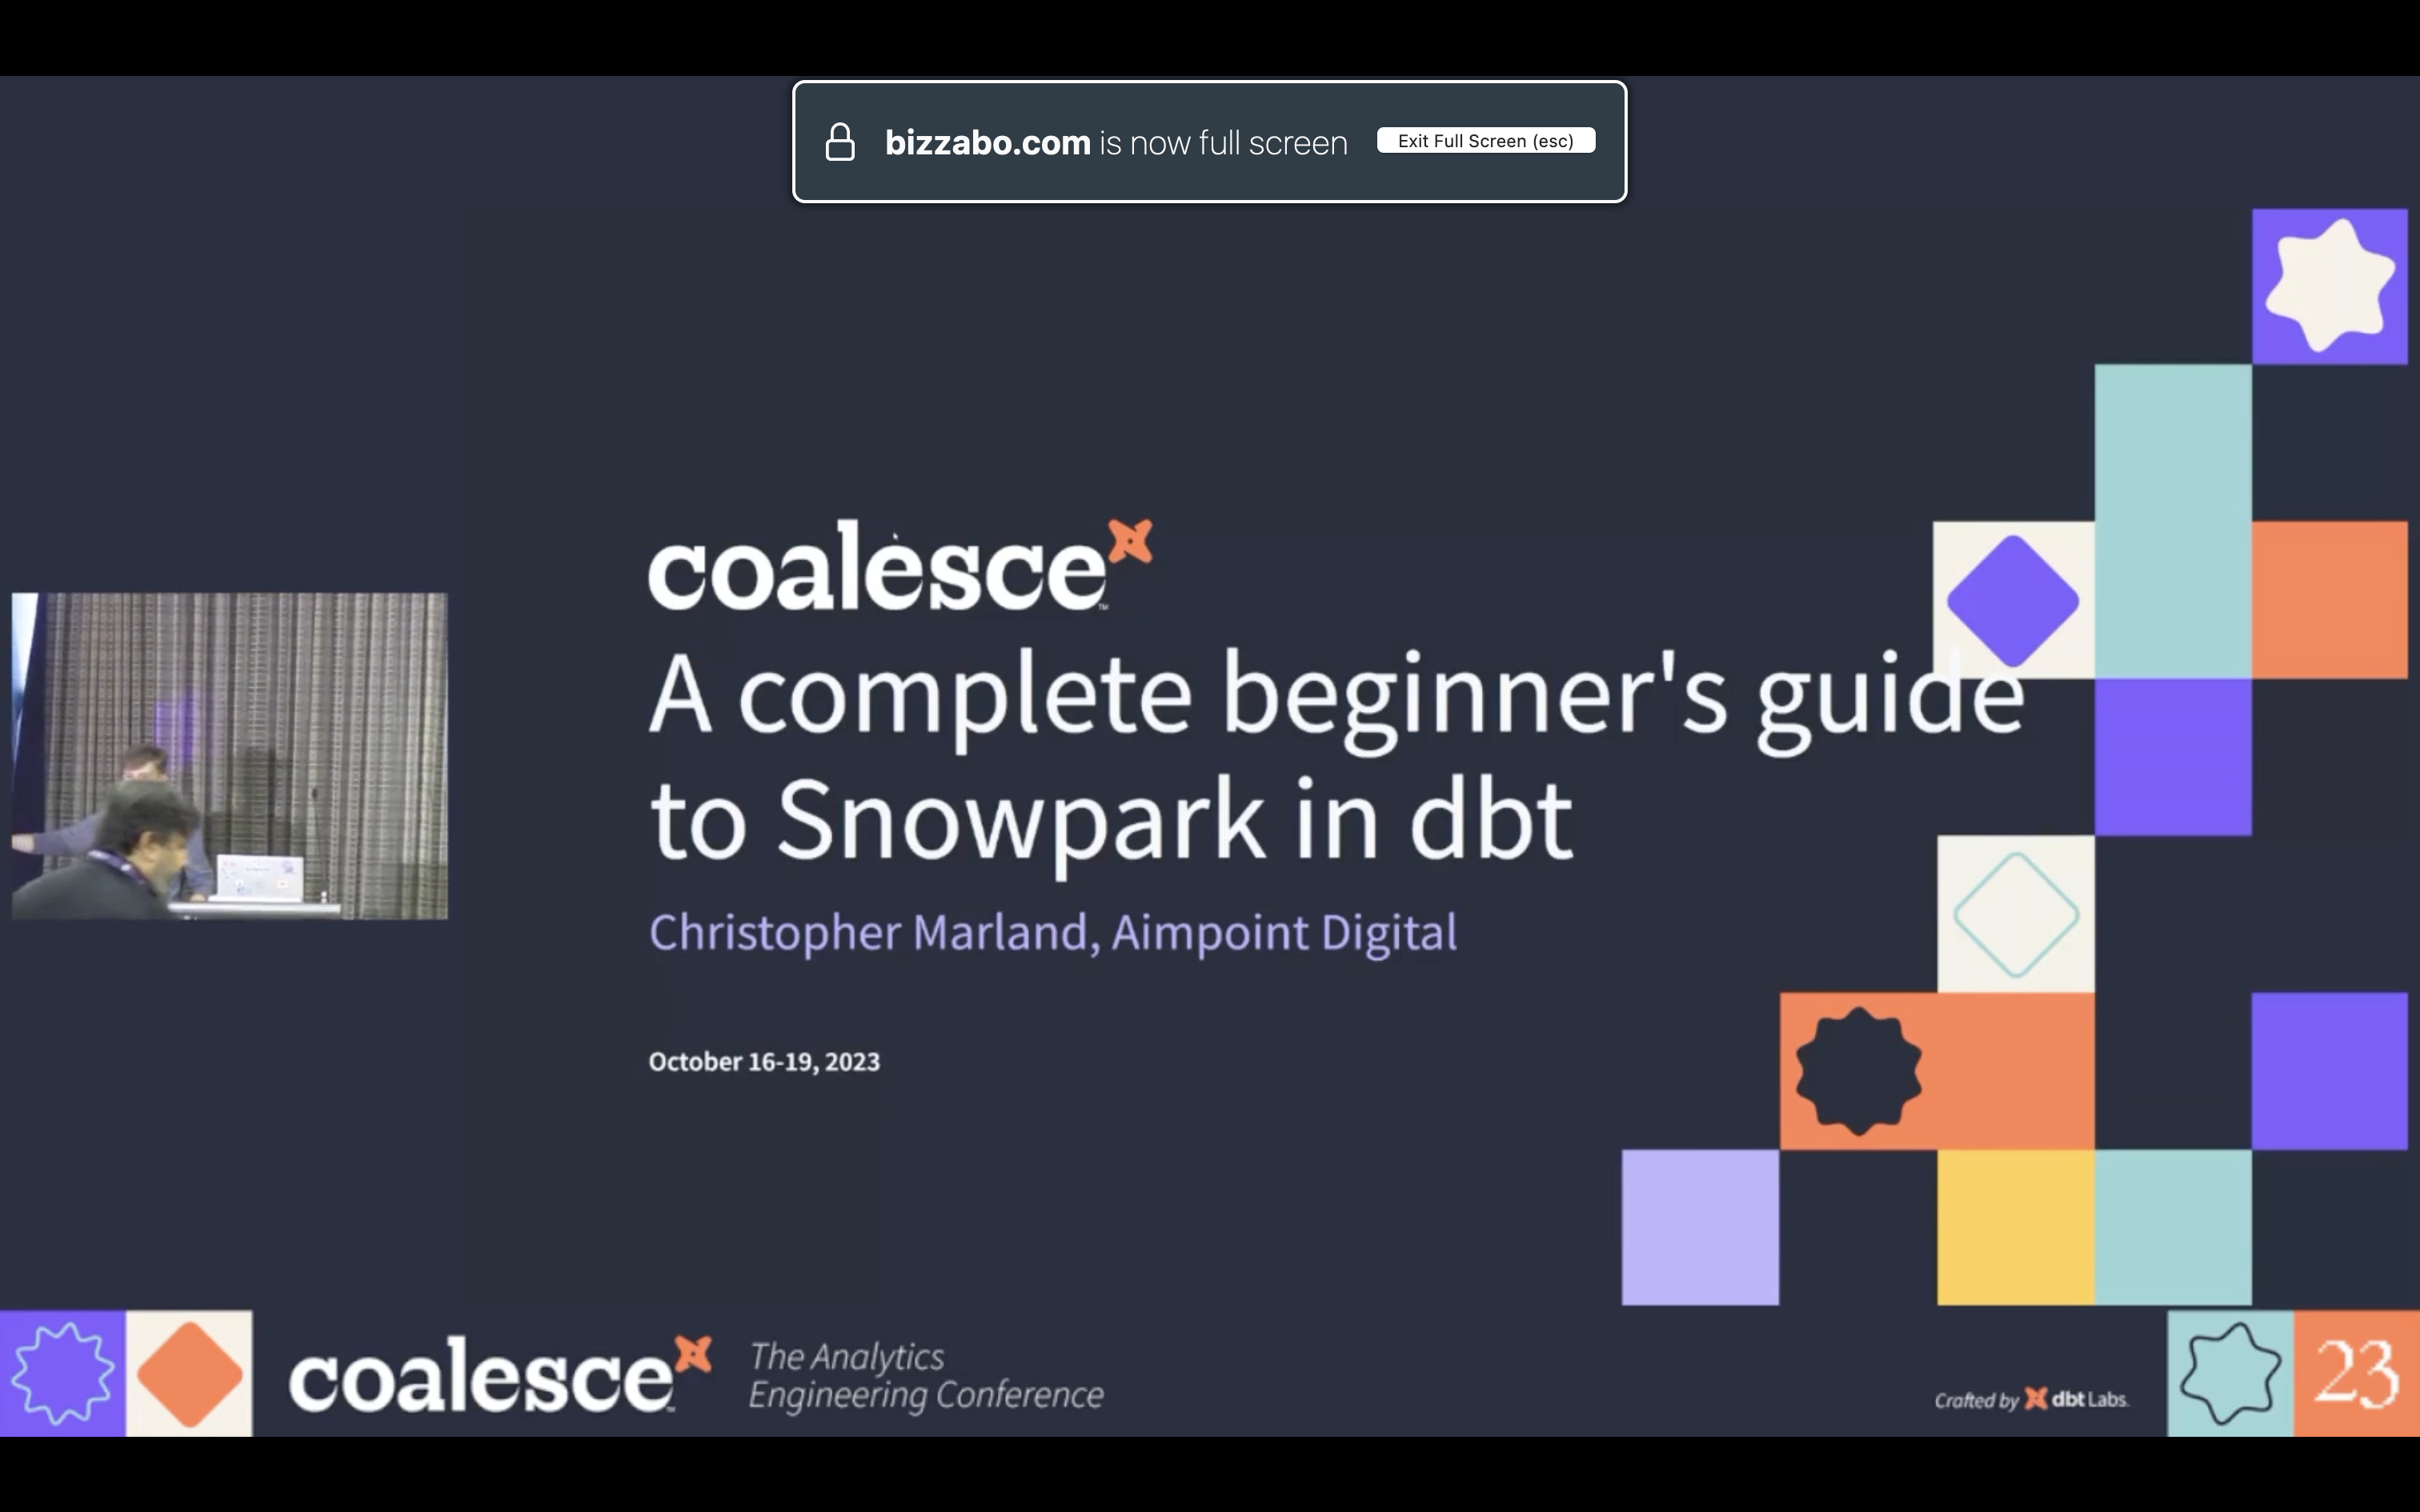 bizzabo.com is now full screen
Exit Full Screen (esc)
coalesce™
A complete beginner's guide
to Snowpark in dbt
Christopher Marland, Aimpoint Digital
October 16-19, 2023
coalesce
The Analytics
Engineering Conference
Crafted by dbt Labs
23